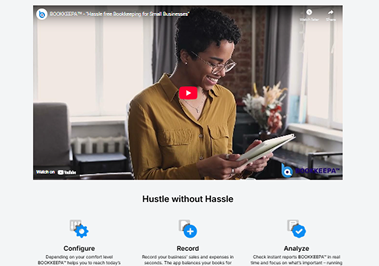 BOOKKEEPA™ - "Hassle Free Bookkeeping for Small Businesses"
Watch later
Share
Watch on YouTube
BOOKKEEPA™
Hustle without Hassle
Configure
Depending on your comfort level
BOOKKEEPA™ helps you to reach today's
Record
Record your business' sales and expenses in
seconds. The app balances your books for
Analyze
Check instant reports BOOKKEEPA™ in real
time and focus on what's important - running